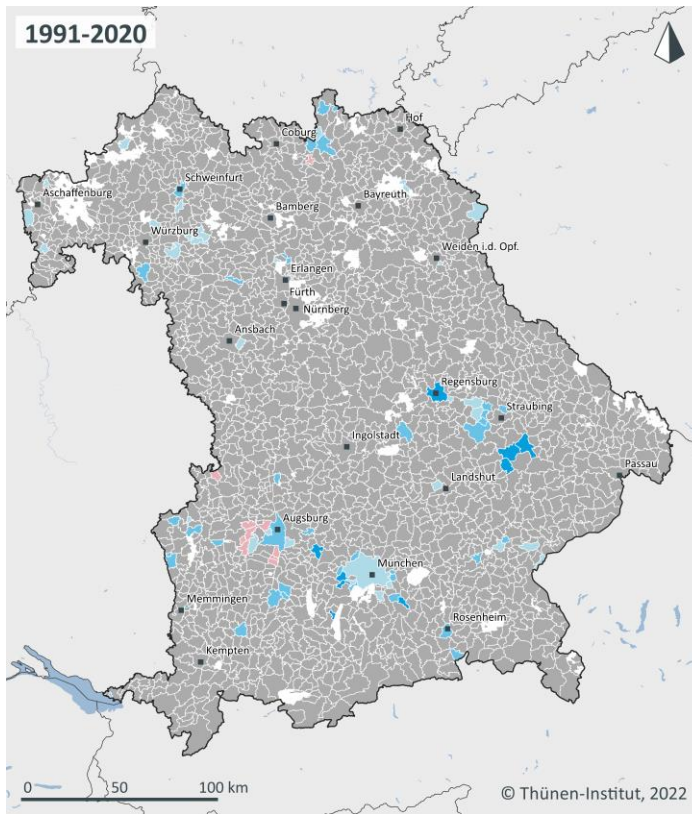 1991-2020
Hof
Coburg
Schweinfurt
Aschaffenburg
Bamberg
Bayreuth
Würzburg
Weiden i.d. Opf.
Erlangen
Fürth
Nürnberg
Ansbach
Regensburg
Straubing
Ingolstadt
Passau
Landshut
Augsburg
München
Memmingen
Rosenheim
Kempten
0 50 100 km
© Thünen-Institut, 2022